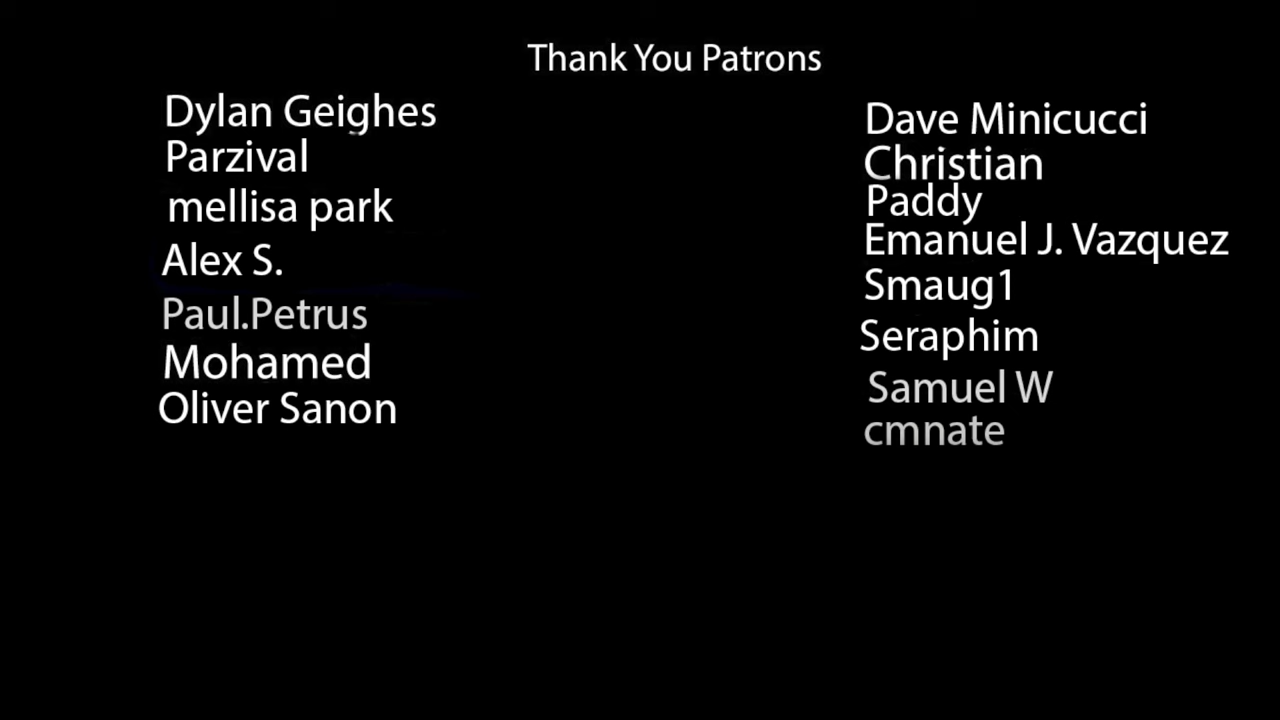 Thank You Patrons
Dylan Geighes
Parzival
mellisa park
Alex S.
Paul.Petrus
Mohamed
Oliver Sanon
Dave Minicucci
Christian
Paddy
Emanuel J. Vazquez
Smaug1
Seraphim
Samuel W
cmnate